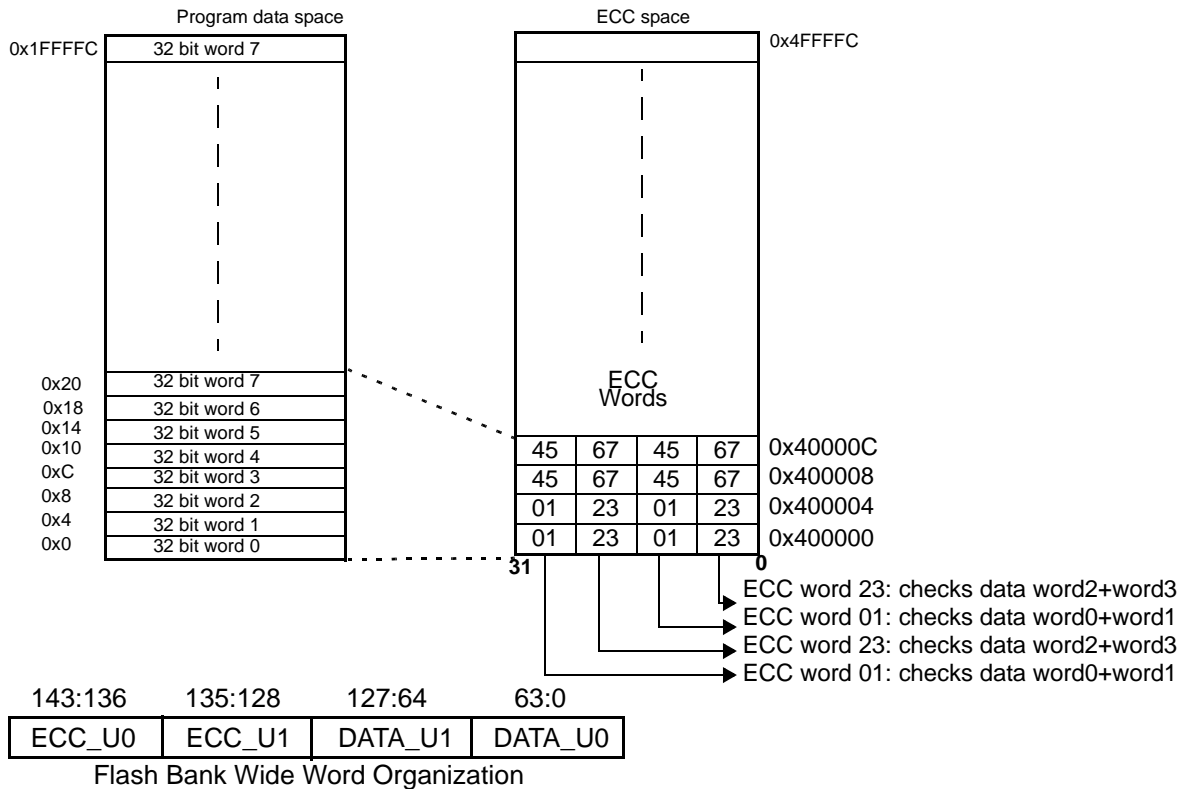 Program data space
ECC space
0x1FFFFC 32 bit word 7
0x4FFFFC
0x20 32 bit word 7
0x18 32 bit word 6
0x14 32 bit word 5
0x10 32 bit word 4
0xC 32 bit word 3
0x8 32 bit word 2
0x4 32 bit word 1
0x0 32 bit word 0
ECC
Words
45 67 45 67 0x40000C
45 67 45 67 0x400008
01 23 01 23 0x400004
01 23 01 23 0x400000
31 0
ECC word 23: checks data word2+word3
ECC word 01: checks data word0+word1
ECC word 23: checks data word2+word3
ECC word 01: checks data word0+word1
143:136 135:128 127:64 63:0
ECC_U0 ECC_U1 DATA_U1 DATA_U0
Flash Bank Wide Word Organization